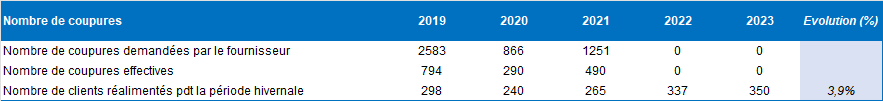 Nombre de coupures 2019 2020 2021 2022 2023 Evolution (%)
Nombre de coupures demandées par le fournisseur 2583 866 1251 0 0
Nombre de coupures effectives 794 290 490 0 0
Nombre de clients réalimentés pdt la période hivernale 298 240 265 337 350 3,9%